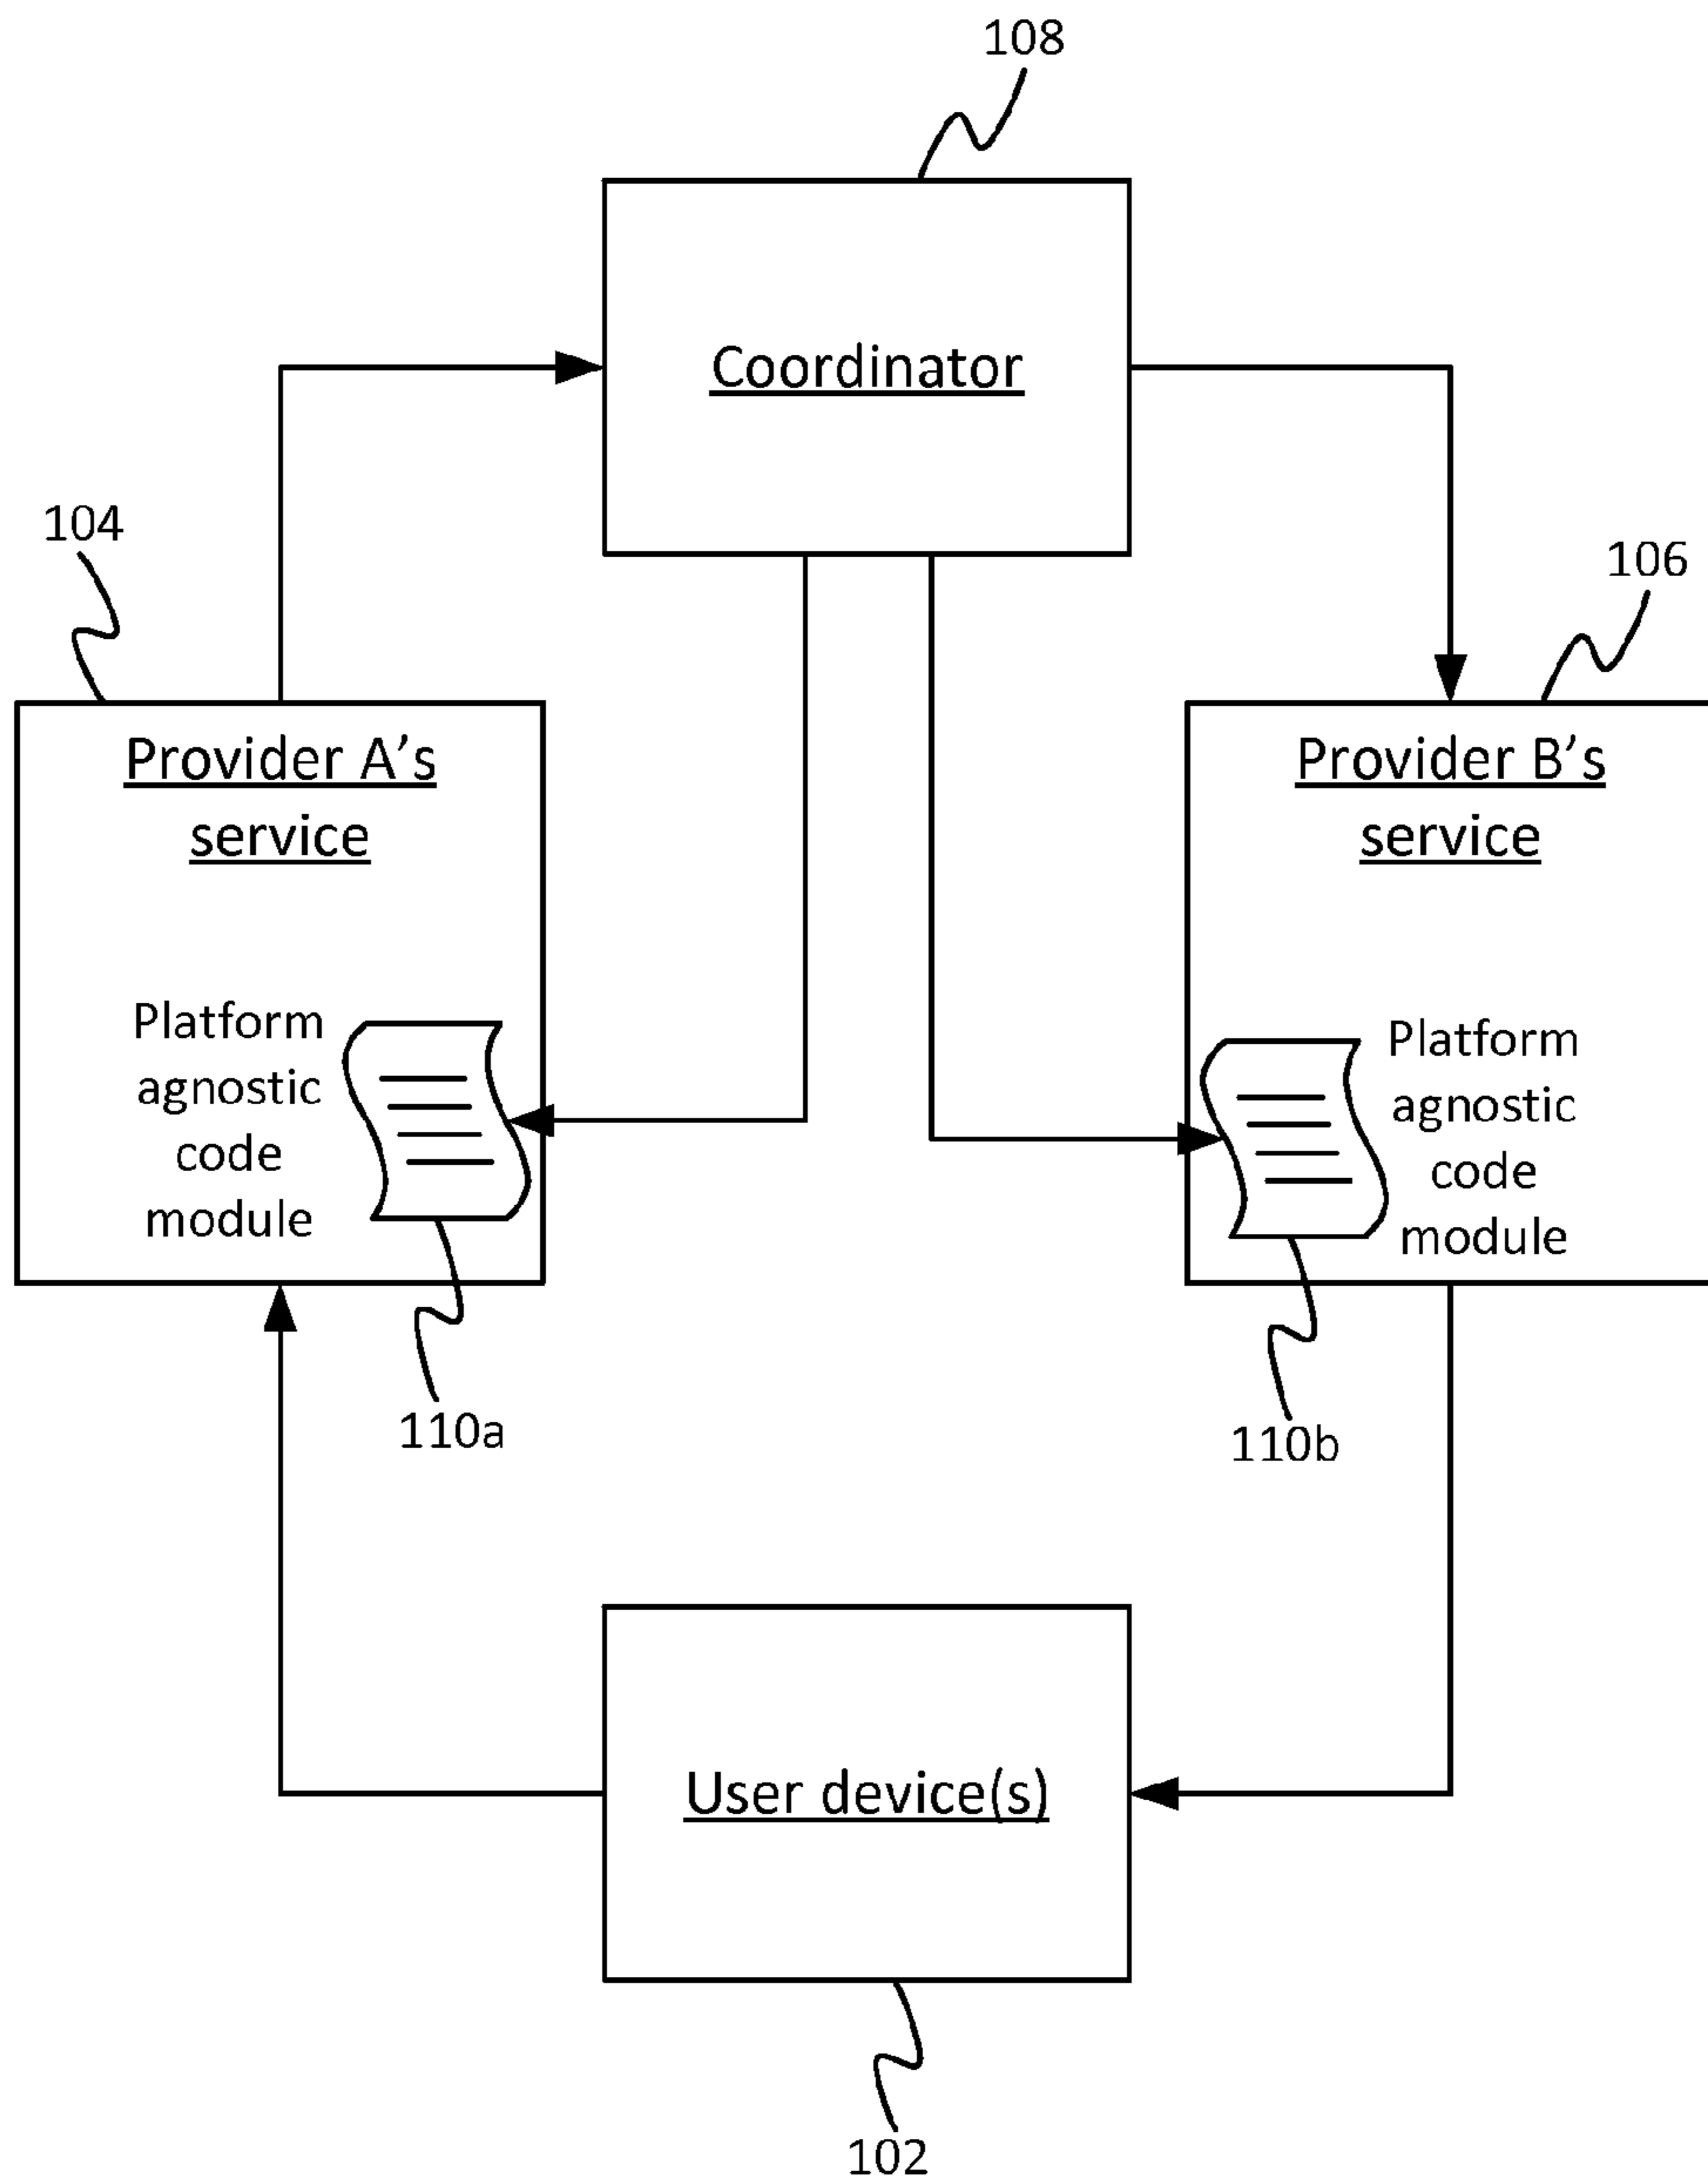 108
Coordinator
104
106
Provider A’s
service
Provider B’s
service
Platform
agnostic
code
module
Platform
agnostic
code
module
110a
110b
User device(s)
102